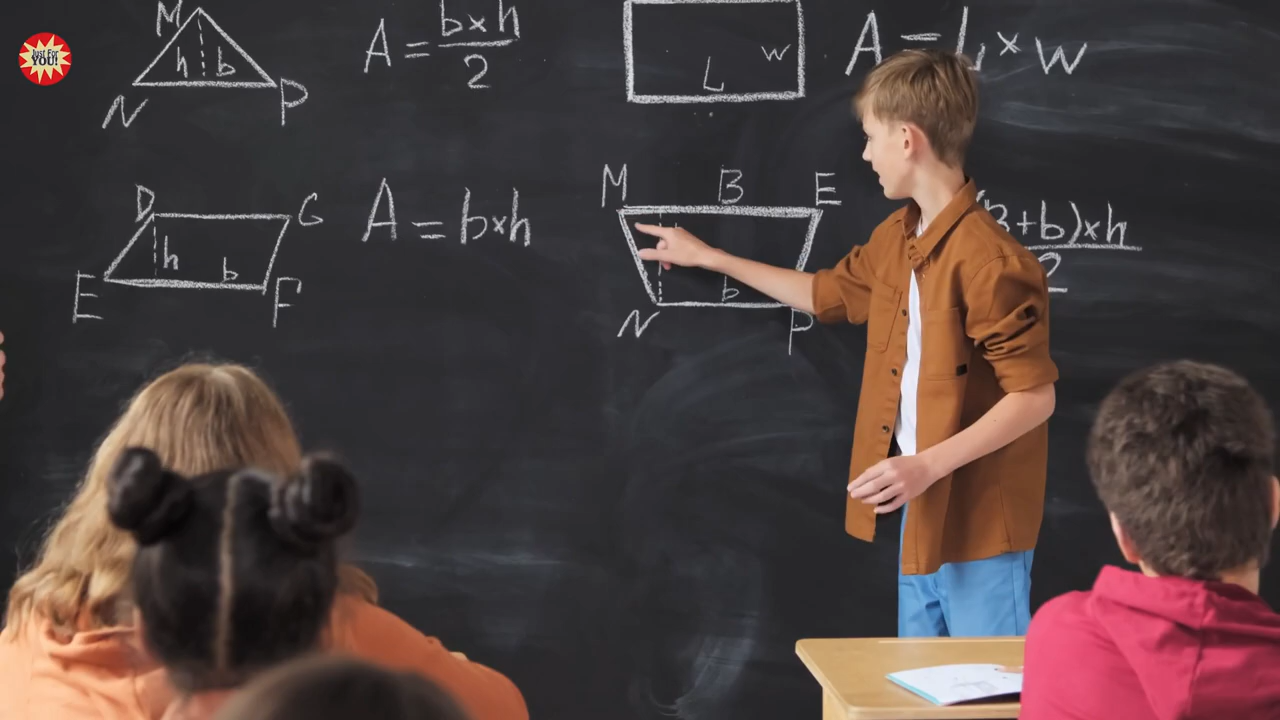 Just For
YOU!
M
h b
N P
A = b×h
2
w
L
A = L × w
D G
h
b
E F
A = b×h
M B E
b
N P
B+b)×h
2